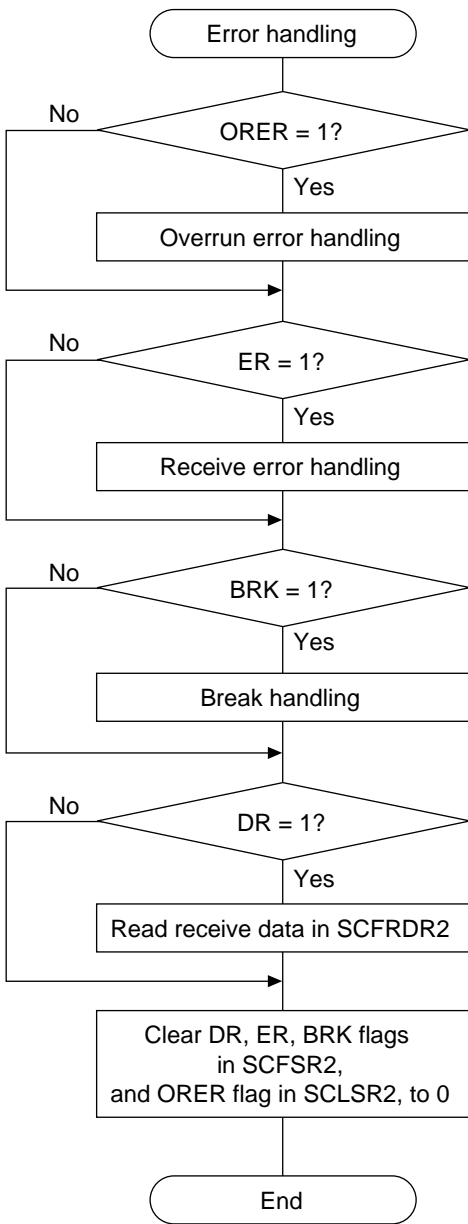 Error handling
No
ORER = 1?
Yes
Overrun error handling
No
ER = 1?
Yes
Receive error handling
No
BRK = 1?
Yes
Break handling
No
DR = 1?
Yes
Read receive data in SCFRDR2
Clear DR, ER, BRK flags
in SCFSR2,
and ORER flag in SCLSR2, to 0
End